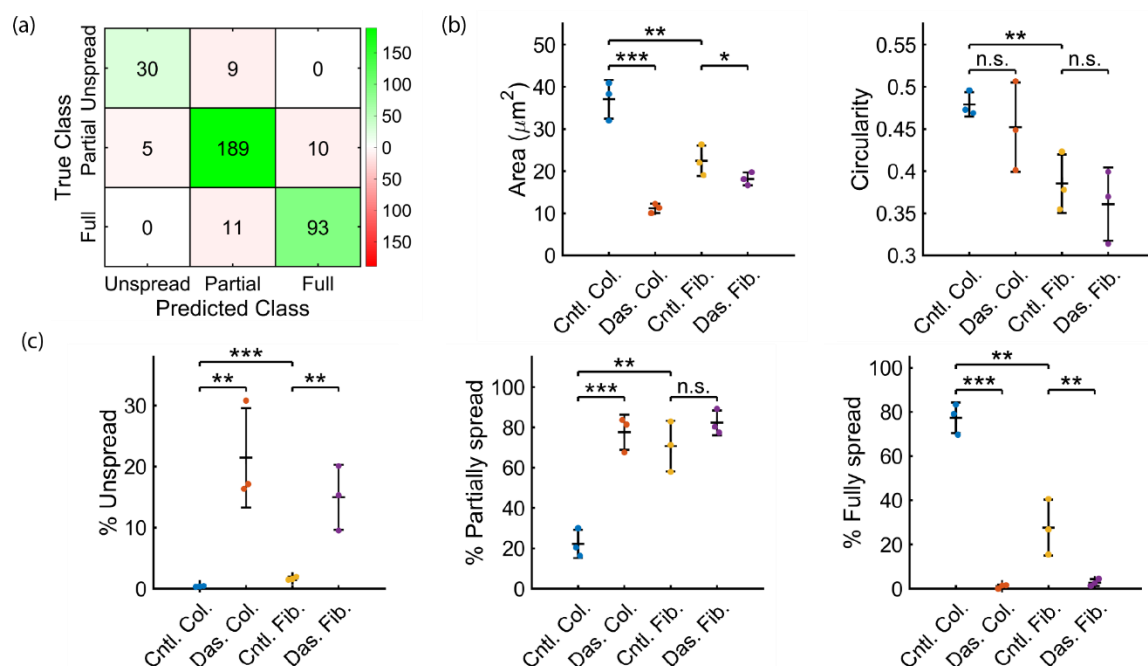 (a)
True Class
Unspread
Partial
Full
30 9 0
5 189 10
0 11 93
Unspread Partial Full
Predicted Class
150
100
50
0
50
100
150
(b)
Area (μm²)
50
40
30
20
10
0
**
***
*
Cntl. Col.
Das. Col.
Cntl. Fib.
Das. Fib.
Circularity
0.5
0.45
0.4
0.35
0.3
**
n.s.
n.s.
Cntl. Col.
Das. Col.
Cntl. Fib.
Das. Fib.
(c)
% Unspread
30
20
10
0
***
**
**
Cntl. Col.
Das. Col.
Cntl. Fib.
Das. Fib.
% Partially spread
100
80
60
40
20
0
**
***
n.s.
Cntl. Col.
Das. Col.
Cntl. Fib.
Das. Fib.
% Fully spread
100
80
60
40
20
0
**
***
**
Cntl. Col.
Das. Col.
Cntl. Fib.
Das. Fib.